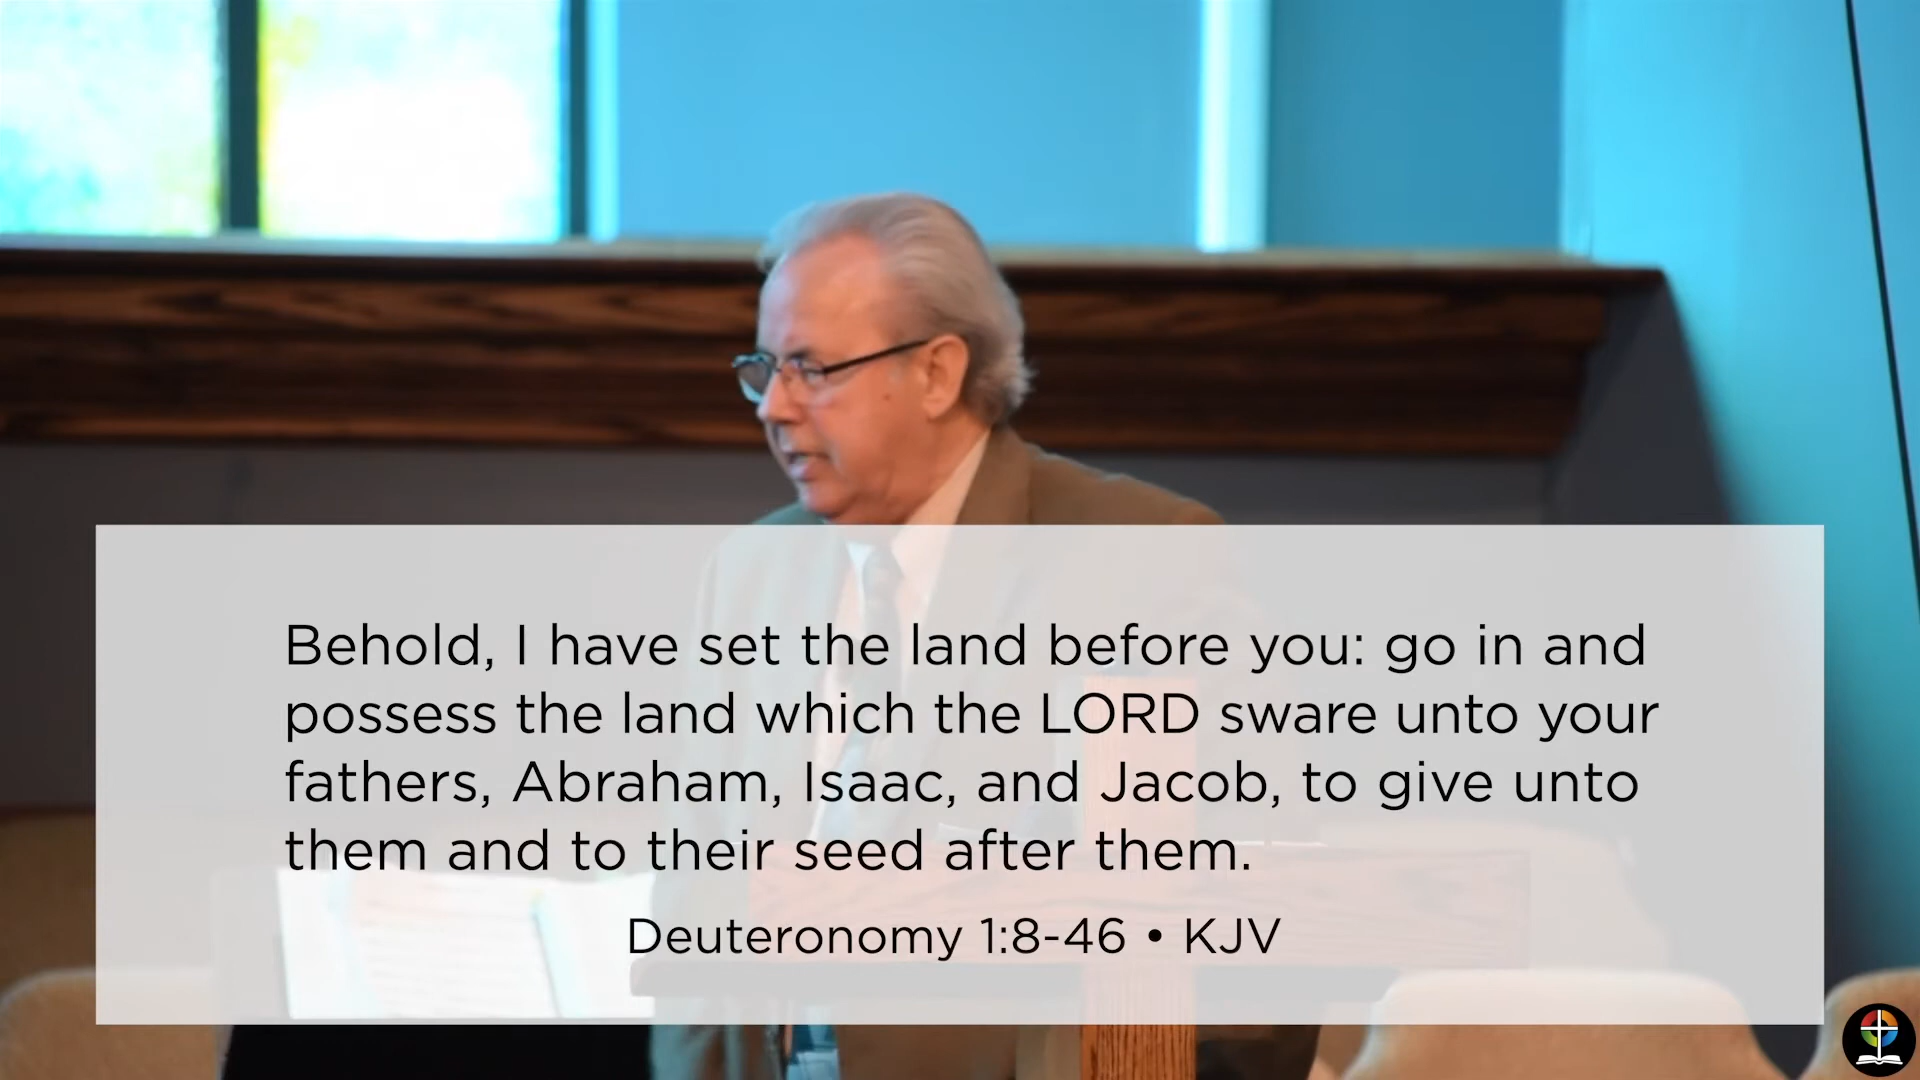 Behold, I have set the land before you: go in and
possess the land which the LORD sware unto your
fathers, Abraham, Isaac, and Jacob, to give unto
them and to their seed after them.
Deuteronomy 1:8-46 • KJV